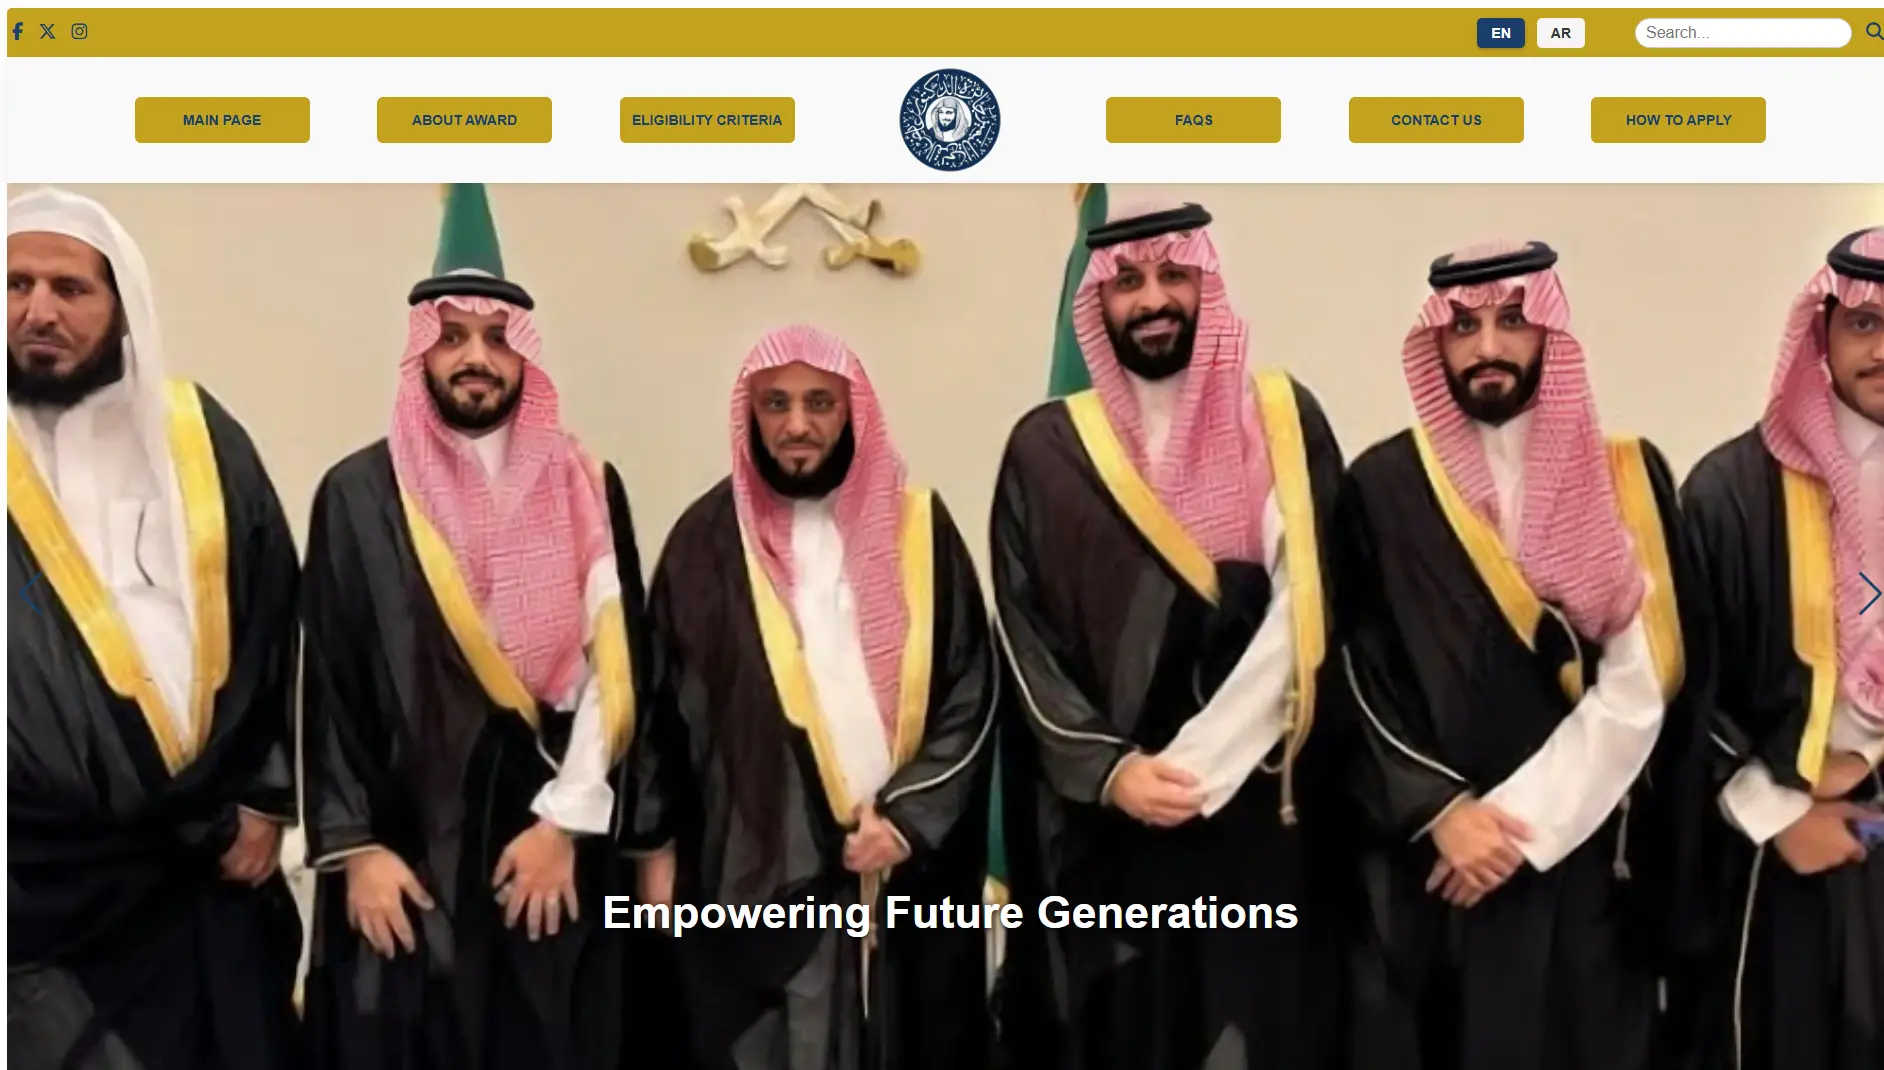 EN
AR
Search...
MAIN PAGE
ABOUT AWARD
ELIGIBILITY CRITERIA
FAQS
CONTACT US
HOW TO APPLY
Empowering Future Generations